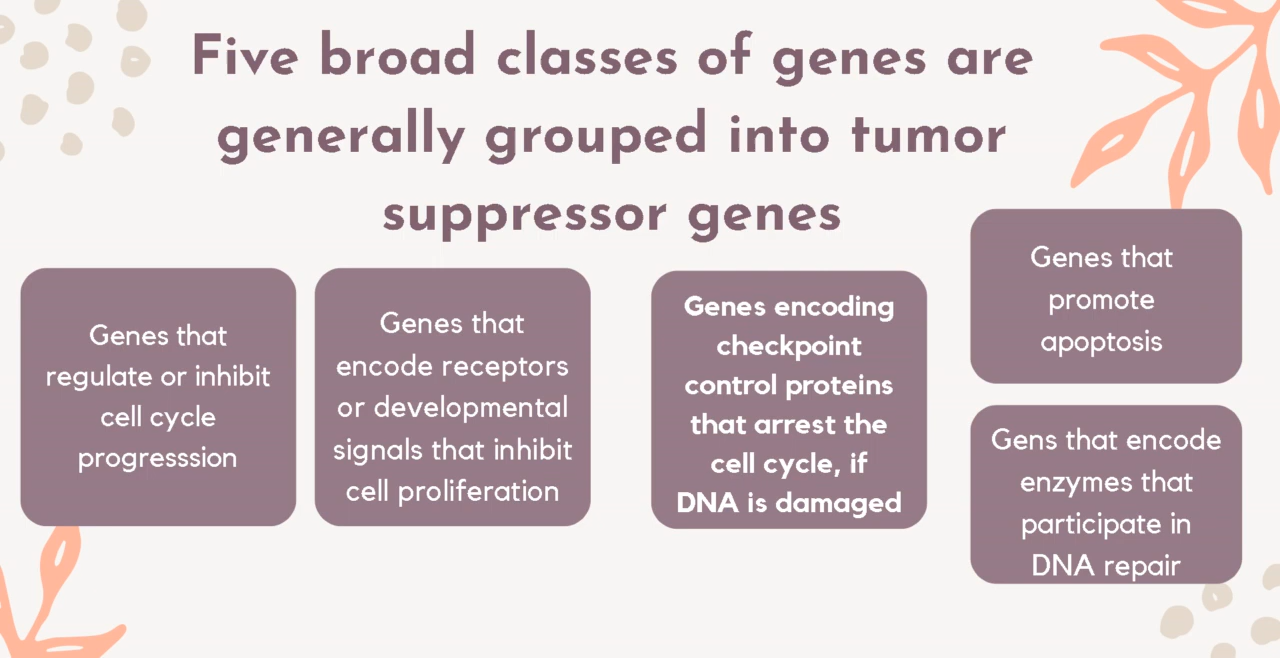 Five broad classes of genes are
generally grouped into tumor
suppressor genes
Genes that
regulate or inhibit
cell cycle
progresssion
Genes that
encode receptors
or developmental
signals that inhibit
cell proliferation
Genes encoding
checkpoint
control proteins
that arrest the
cell cycle, if
DNA is damaged
Genes that
promote
apoptosis
Gens that encode
enzymes that
participate in
DNA repair